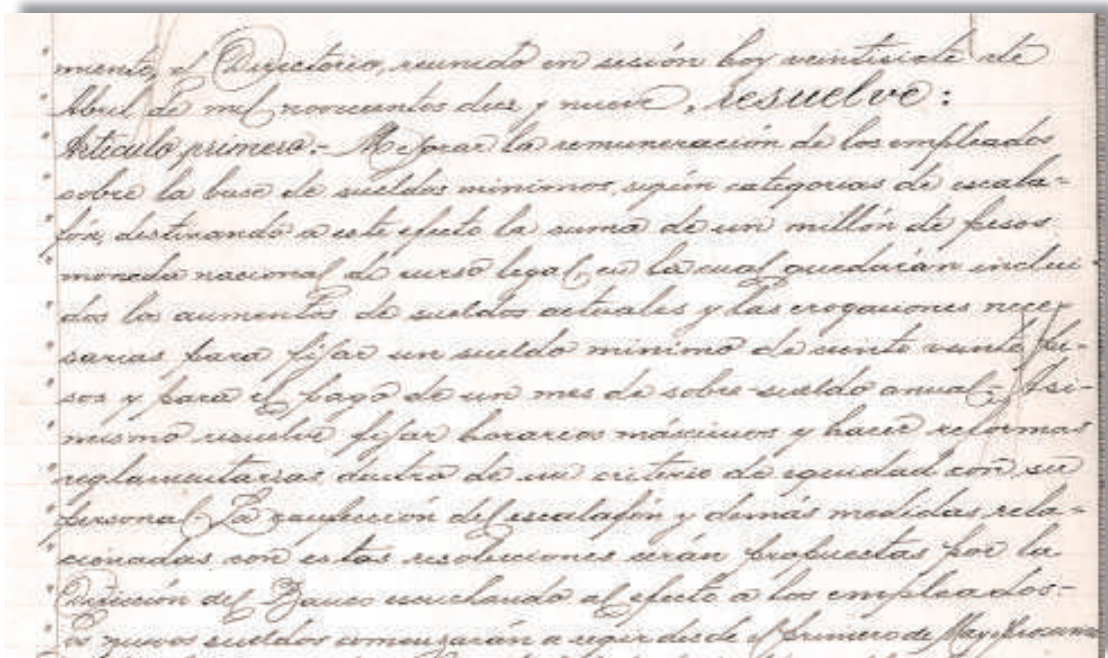 mente, el Directorio, reunido en sesión hoy veintisiete de
Abril de mil novecientos diez y nueve, resuelve:
Artículo primero.- Mejorar la remuneración de los empleados
sobre la base de sueldos mínimos, según categorías de escala=
fón, destinando a este efecto la suma de un millón de pesos
moneda nacional de curso legal, en la cual quedarán inclui
dos los aumentos de sueldos actuales y las erogaciones nece
sarias para fijar un sueldo mínimo de ciento veinte pe-
sos y para el pago de un mes de sobre-sueldo anual.- Asi-
mismo resuelve fijar horarios máximos y hacer reformas
reglamentarias dentro de un criterio de equidad con su
personal. La confección del escalafón y demás medidas rela=
cionadas con estas resoluciones serán propuestas por la
Dirección del Banco escuchando al efecto a los empleados.-
os nuevos sueldos comenzarán a regir desde el primero de Mayo